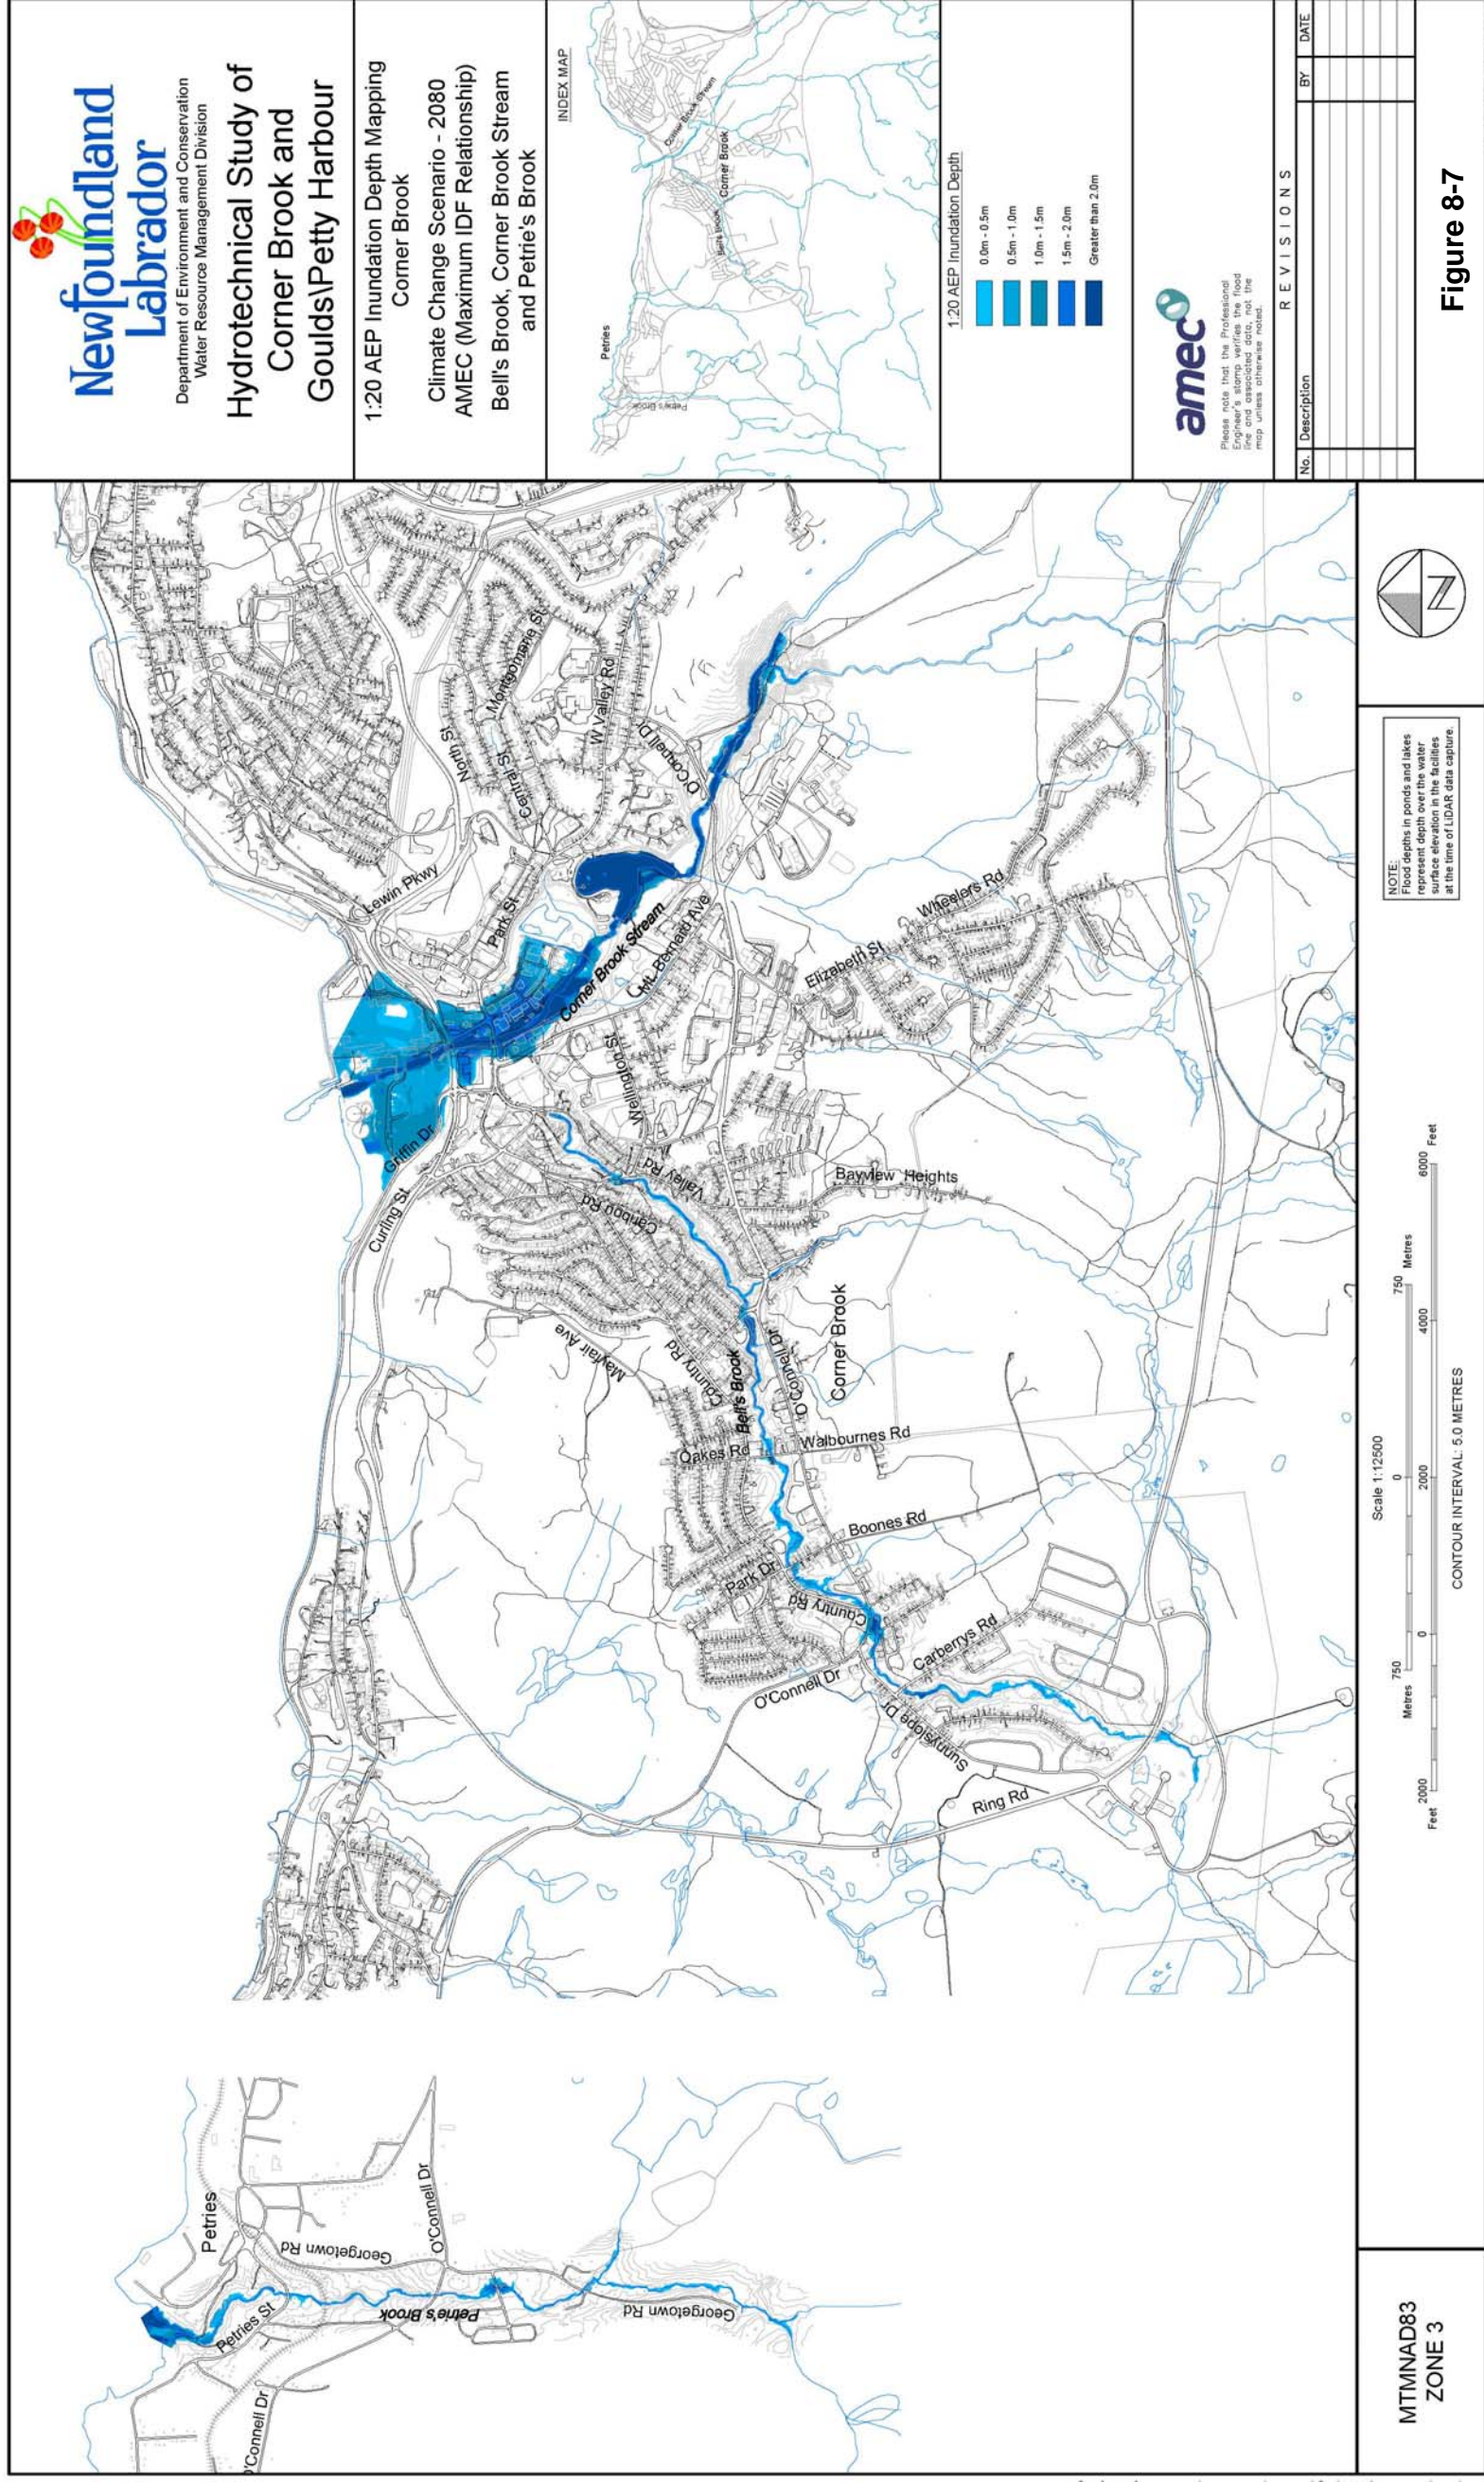 Newfoundland
Labrador
Department of Environment and Conservation
Water Resource Management Division
Hydrotechnical Study of
Corner Brook and
Goulds\Petty Harbour
1:20 AEP Inundation Depth Mapping
Corner Brook
Climate Change Scenario - 2080
AMEC (Maximum IDF Relationship)
Bell's Brook, Corner Brook Stream
and Petrie's Brook
INDEX MAP
Petries
Petrie's Brook
Bell's Brook
Corner Brook
Corner Brook Stream
1:20 AEP Inundation Depth
0.0m - 0.5m
0.5m - 1.0m
1.0m - 1.5m
1.5m - 2.0m
Greater than 2.0m
amec
Please note that the Professional
Engineer's stamp verifies the flood
line and associated data, not the
map unless otherwise noted.
REVISIONS
No.
Description
BY
DATE
Figure 8-7
Petries
Petries St
Georgetown Rd
O'Connell Dr
O'Connell Dr
Petrie's Brook
Georgetown Rd
Curling St
Griffin Dr
Lewin Pkwy
North St
Montgomerie St
Central St
Park St
W Valley Rd
O'Connell Dr
Corner Brook Stream
Mt. Bernard Ave
Wellington St
Elizabeth St
Wheelers Rd
Valley Rd
Caribou Rd
Bayview Heights
Mayfair Ave
Country Rd
Bell's Brook
O'Connell Dr
Corner Brook
Oakes Rd
Walbournes Rd
Boones Rd
Park Dr
Country Rd
O'Connell Dr
Carberrys Rd
Sunnyslope Dr
Ring Rd
MTMNAD83
ZONE 3
Scale 1:12500
Metres
750
0
750
Metres
Feet
2000
0
2000
4000
6000
Feet
CONTOUR INTERVAL: 5.0 METRES
NOTE:
Flood depths in ponds and lakes
represent depth over the water
surface elevation in the facilities
at the time of LiDAR data capture.
N